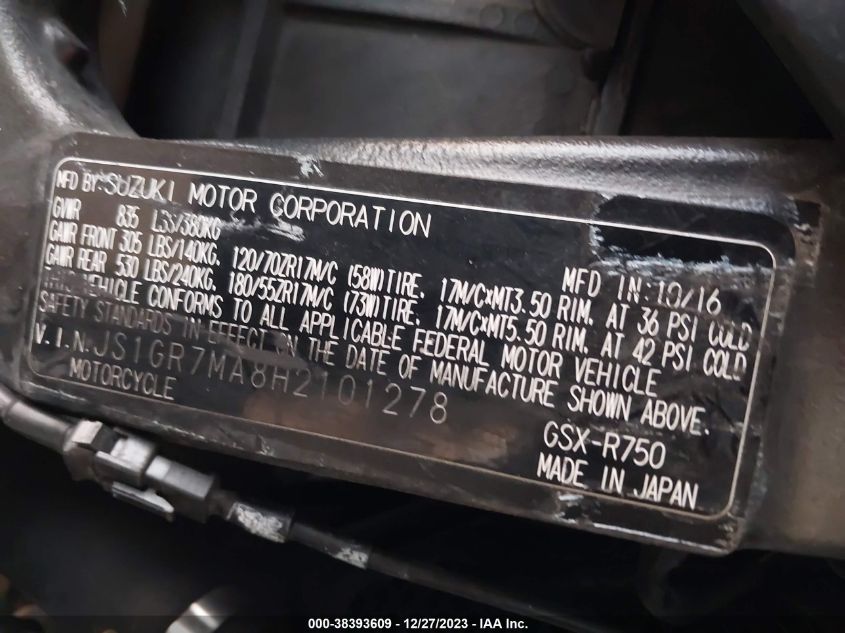 MFD BY:SUZUKI MOTOR CORPORATION
MFD IN:10/16
GVWR 835 LBS/380KG
GAWR FRONT 305 LBS/140KG. 120/70ZR17M/C (58W)TIRE. 17M/C×MT3.50 RIM. AT 36 PSI COLD
GAWR REAR 530 LBS/240KG. 180/55ZR17M/C (73W)TIRE. 17M/C×MT5.50 RIM. AT 42 PSI COLD
THIS VEHICLE CONFORMS TO ALL APPLICABLE FEDERAL MOTOR VEHICLE
SAFETY STANDARDS IN EFFECT ON THE DATE OF MANUFACTURE SHOWN ABOVE.
V.I.N.JS1GR7MA8H2101278 GSX-R750
MOTORCYCLE MADE IN JAPAN
000-38393609 - 12/27/2023 - IAA Inc.